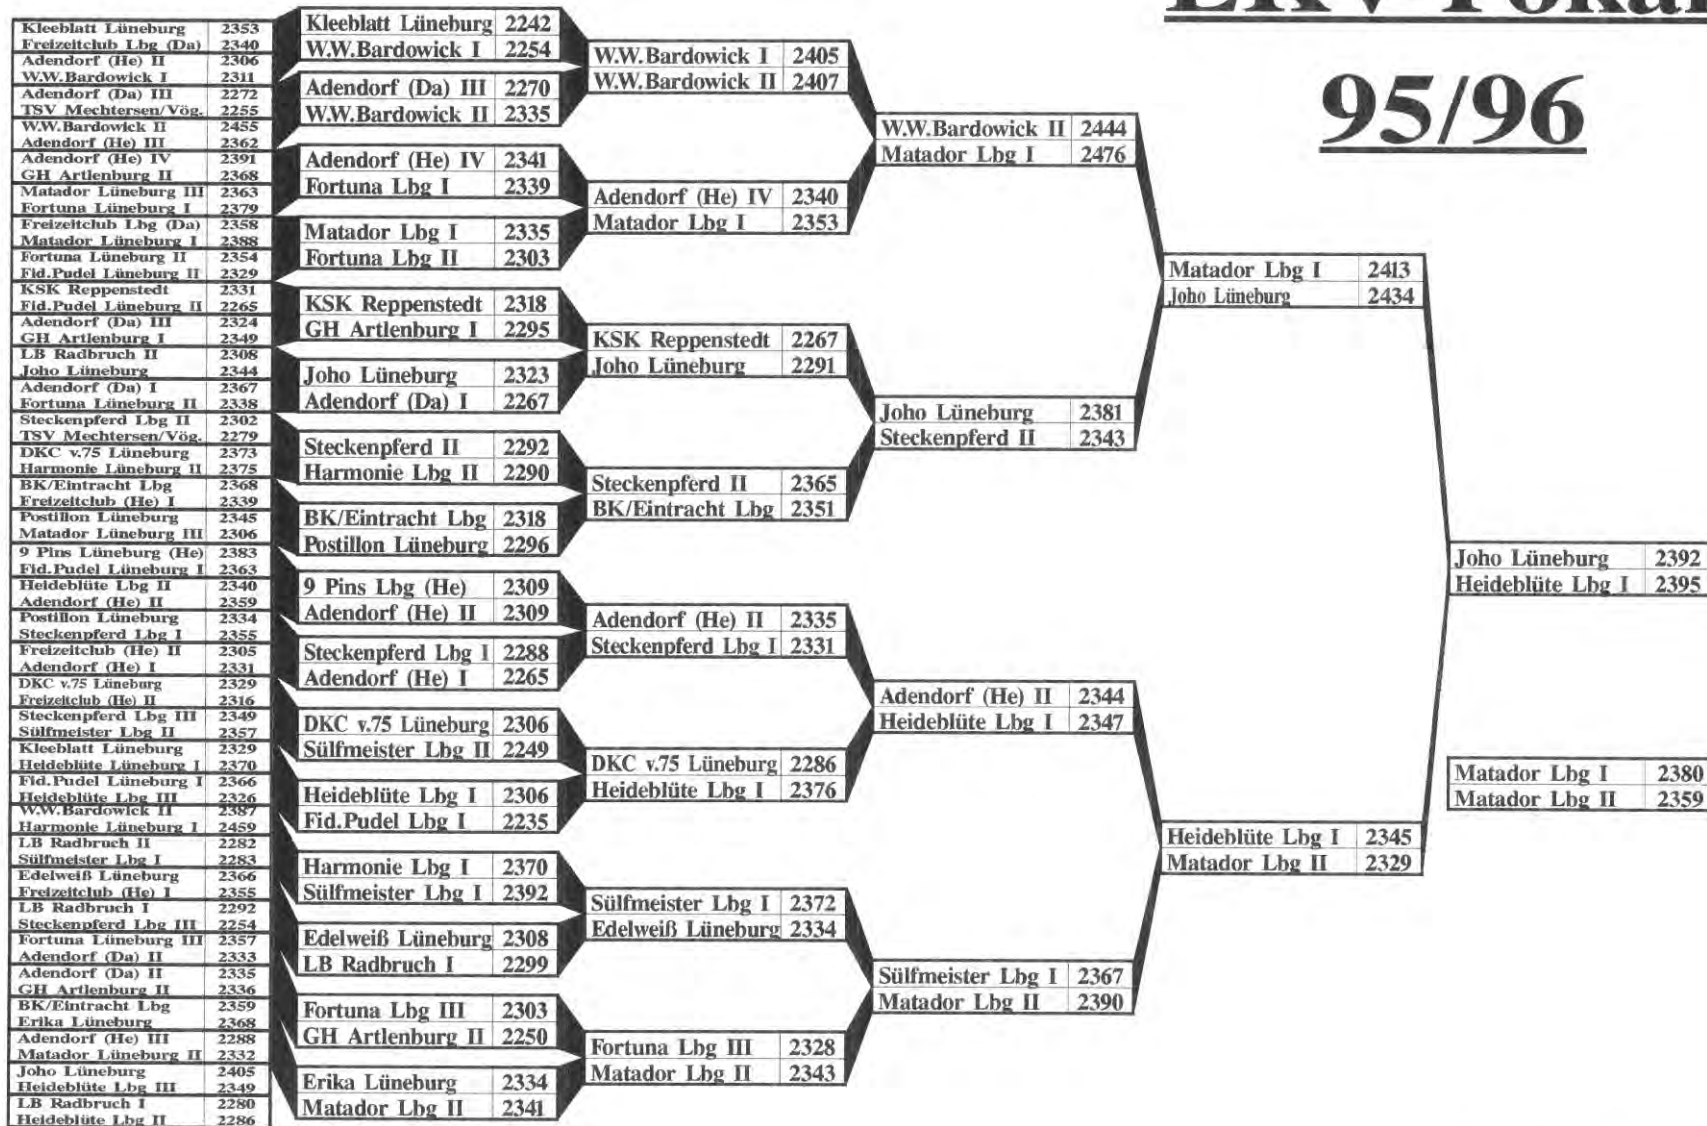 LKV Pokal
95/96
Kleeblatt Lüneburg 2353
Freizeitclub Lbg (Da) 2340
Adendorf (He) II 2306
W.W.Bardowick I 2311
Adendorf (Da) III 2272
TSV Mechtersen/Vög. 2255
W.W.Bardowick II 2455
Adendorf (He) III 2362
Adendorf (He) IV 2391
GH Artlenburg II 2368
Matador Lüneburg III 2363
Fortuna Lüneburg I 2379
Freizeitclub Lbg (Da) 2358
Matador Lüneburg I 2388
Fortuna Lüneburg II 2354
Fid.Pudel Lüneburg II 2329
KSK Reppenstedt 2331
Fid.Pudel Lüneburg II 2265
Adendorf (Da) III 2324
GH Artlenburg I 2349
LB Radbruch II 2308
Joho Lüneburg 2344
Adendorf (Da) I 2367
Fortuna Lüneburg II 2338
Steckenpferd Lbg II 2302
TSV Mechtersen/Vög. 2279
DKC v.75 Lüneburg 2373
Harmonie Lüneburg II 2375
BK/Eintracht Lbg 2368
Freizeitclub (He) I 2339
Postillon Lüneburg 2345
Matador Lüneburg III 2306
9 Pins Lüneburg (He) 2383
Fid.Pudel Lüneburg I 2363
Heideblüte Lbg II 2340
Adendorf (He) II 2359
Postillon Lüneburg 2334
Steckenpferd Lbg I 2355
Freizeitclub (He) II 2305
Adendorf (He) I 2331
DKC v.75 Lüneburg 2329
Freizeitclub (He) II 2316
Steckenpferd Lbg III 2349
Sülfmeister Lbg II 2357
Kleeblatt Lüneburg 2329
Heideblüte Lüneburg I 2370
Fid.Pudel Lüneburg I 2366
Heideblüte Lbg III 2326
W.W.Bardowick II 2387
Harmonie Lüneburg I 2459
LB Radbruch II 2282
Sülfmeister Lbg I 2283
Edelweiß Lüneburg 2366
Freizeitclub (He) I 2355
LB Radbruch I 2292
Steckenpferd Lbg III 2254
Fortuna Lüneburg III 2357
Adendorf (Da) II 2333
Adendorf (Da) II 2335
GH Artlenburg II 2336
BK/Eintracht Lbg 2359
Erika Lüneburg 2368
Adendorf (He) III 2288
Matador Lüneburg II 2332
Joho Lüneburg 2405
Heideblüte Lbg III 2349
LB Radbruch I 2280
Heideblüte Lbg II 2286
Kleeblatt Lüneburg 2242
W.W.Bardowick I 2254
Adendorf (Da) III 2270
W.W.Bardowick II 2335
Adendorf (He) IV 2341
Fortuna Lbg I 2339
Matador Lbg I 2335
Fortuna Lbg II 2303
KSK Reppenstedt 2318
GH Artlenburg I 2295
Joho Lüneburg 2323
Adendorf (Da) I 2267
Steckenpferd II 2292
Harmonie Lbg II 2290
BK/Eintracht Lbg 2318
Postillon Lüneburg 2296
9 Pins Lbg (He) 2309
Adendorf (He) II 2309
Steckenpferd Lbg I 2288
Adendorf (He) I 2265
DKC v.75 Lüneburg 2306
Sülfmeister Lbg II 2249
Heideblüte Lbg I 2306
Fid.Pudel Lbg I 2235
Harmonie Lbg I 2370
Sülfmeister Lbg I 2392
Edelweiß Lüneburg 2308
LB Radbruch I 2299
Fortuna Lbg III 2303
GH Artlenburg II 2250
Erika Lüneburg 2334
Matador Lbg II 2341
W.W.Bardowick I 2405
W.W.Bardowick II 2407
Adendorf (He) IV 2340
Matador Lbg I 2353
KSK Reppenstedt 2267
Joho Lüneburg 2291
Steckenpferd II 2365
BK/Eintracht Lbg 2351
Adendorf (He) II 2335
Steckenpferd Lbg I 2331
DKC v.75 Lüneburg 2286
Heideblüte Lbg I 2376
Sülfmeister Lbg I 2372
Edelweiß Lüneburg 2334
Fortuna Lbg III 2328
Matador Lbg II 2343
W.W.Bardowick II 2444
Matador Lbg I 2476
Joho Lüneburg 2381
Steckenpferd II 2343
Adendorf (He) II 2344
Heideblüte Lbg I 2347
Sülfmeister Lbg I 2367
Matador Lbg II 2390
Matador Lbg I 2413
Joho Lüneburg 2434
Heideblüte Lbg I 2345
Matador Lbg II 2329
Joho Lüneburg 2392
Heideblüte Lbg I 2395
Matador Lbg I 2380
Matador Lbg II 2359